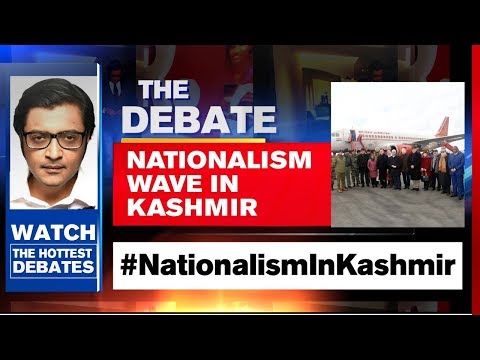 THE
DEBATE
NATIONALISM
WAVE IN
KASHMIR
WATCH
THE HOTTEST
DEBATES
#NationalismInKashmir